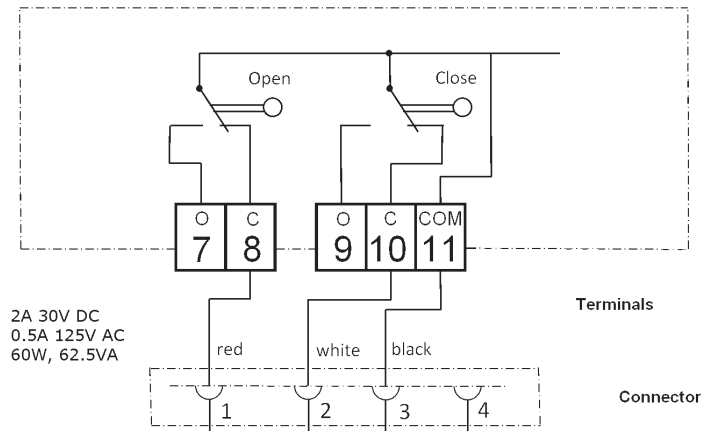 Open
Close
O C O C COM
7 8 9 10 11
2A 30V DC
0.5A 125V AC
60W, 62.5VA
Terminals
red white black
Connector
1 2 3 4